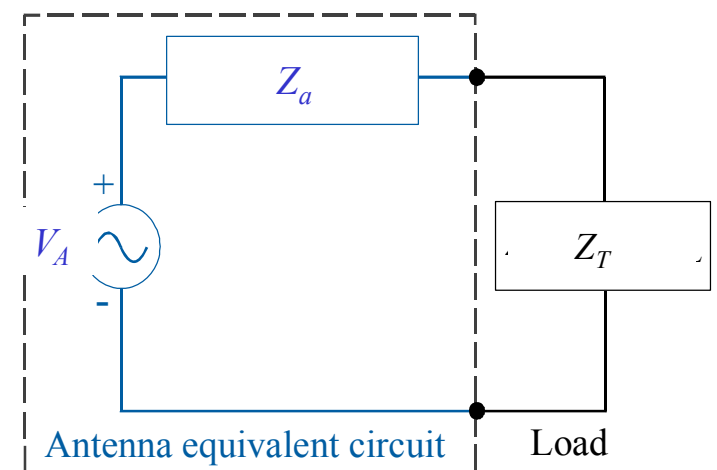 Z_a
+
V_A
-
Z_T
Antenna equivalent circuit
Load